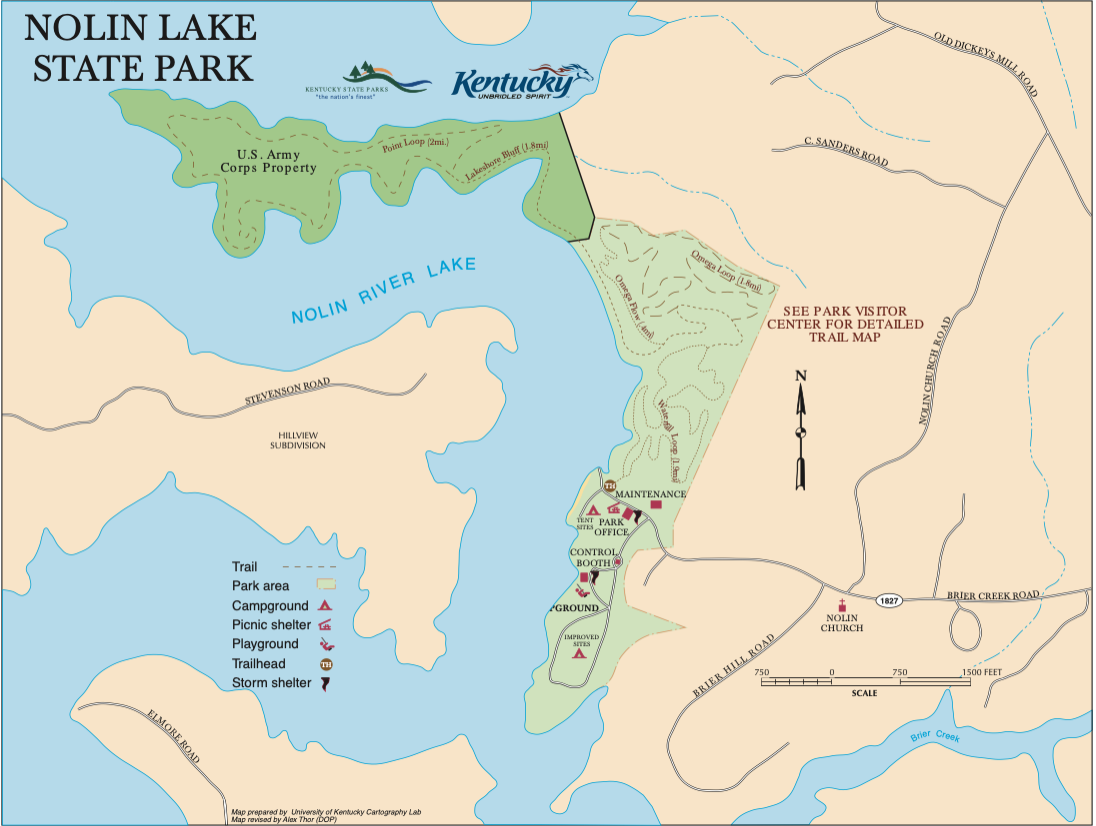 NOLIN LAKE
STATE PARK
KENTUCKY STATE PARKS
"the nation's finest"
Kentucky
UNBRIDLED SPIRIT
OLD DICKEYS MILL ROAD
C. SANDERS ROAD
U.S. Army
Corps Property
Point Loop (2mi.)
Lakeshore Bluff (1.8mi)
NOLIN RIVER LAKE
Omega Loop (1.8mi)
Omega Flow (.4mi)
SEE PARK VISITOR
CENTER FOR DETAILED
TRAIL MAP
N
NOLIN CHURCH ROAD
STEVENSON ROAD
HILLVIEW
SUBDIVISION
Loop (1.9mi)
TH
MAINTENANCE
TENT
SITES
PARK
OFFICE
CONTROL
BOOTH
PGROUND
IMPROVED
SITES
Trail
Park area
Campground
Picnic shelter
Playground
Trailhead
TH
Storm shelter
1827
BRIER CREEK ROAD
NOLIN
CHURCH
BRIER HILL ROAD
750 0 750 1500 FEET
SCALE
ELMORE ROAD
Brier Creek
Map prepared by University of Kentucky Cartography Lab
Map revised by Alex Thor (DOP)